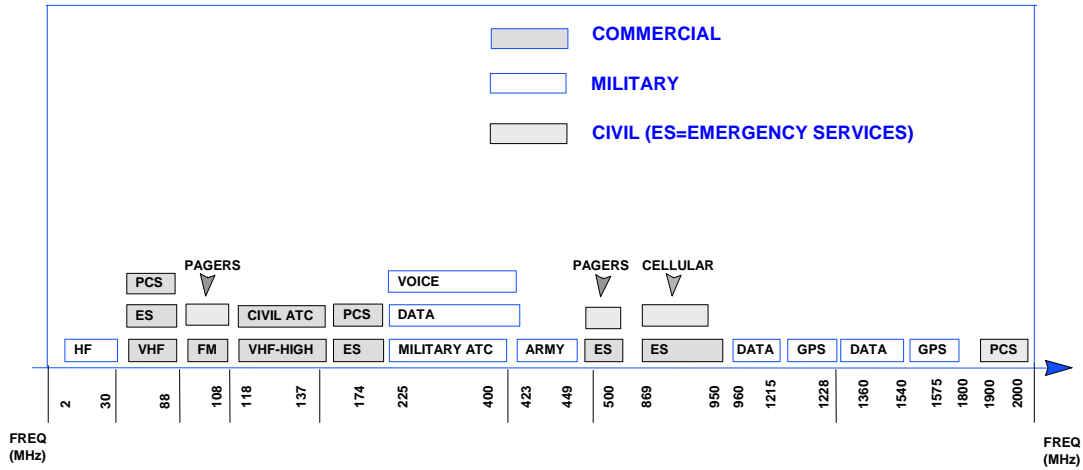 COMMERCIAL
MILITARY
CIVIL (ES=EMERGENCY SERVICES)
PAGERS PAGERS CELLULAR
PCS VOICE
ES CIVIL ATC PCS DATA
HF VHF FM VHF-HIGH ES MILITARY ATC ARMY ES ES DATA GPS DATA GPS PCS
2 30 88 108 118 137 174 225 400 423 449 500 869 950 960 1215 1228 1360 1540 1575 1800 1900 2000
FREQ FREQ
(MHz) (MHz)